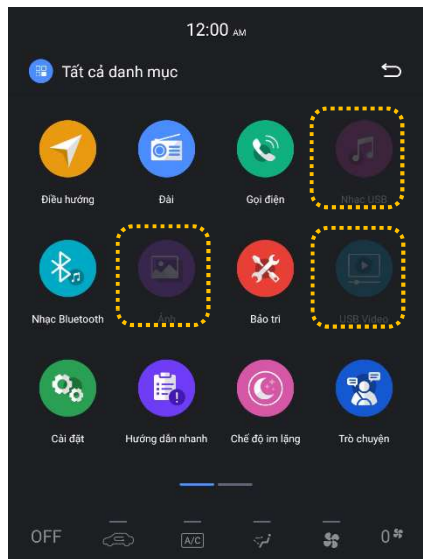 12:00 AM
Tất cả danh mục
Điều hướng
Đài
Gọi điện
Nhạc USB
Nhạc Bluetooth
Ảnh
Bảo trì
USB Video
Cài đặt
Hướng dẫn nhanh
Chế độ im lặng
Trò chuyện
OFF
A/C
0